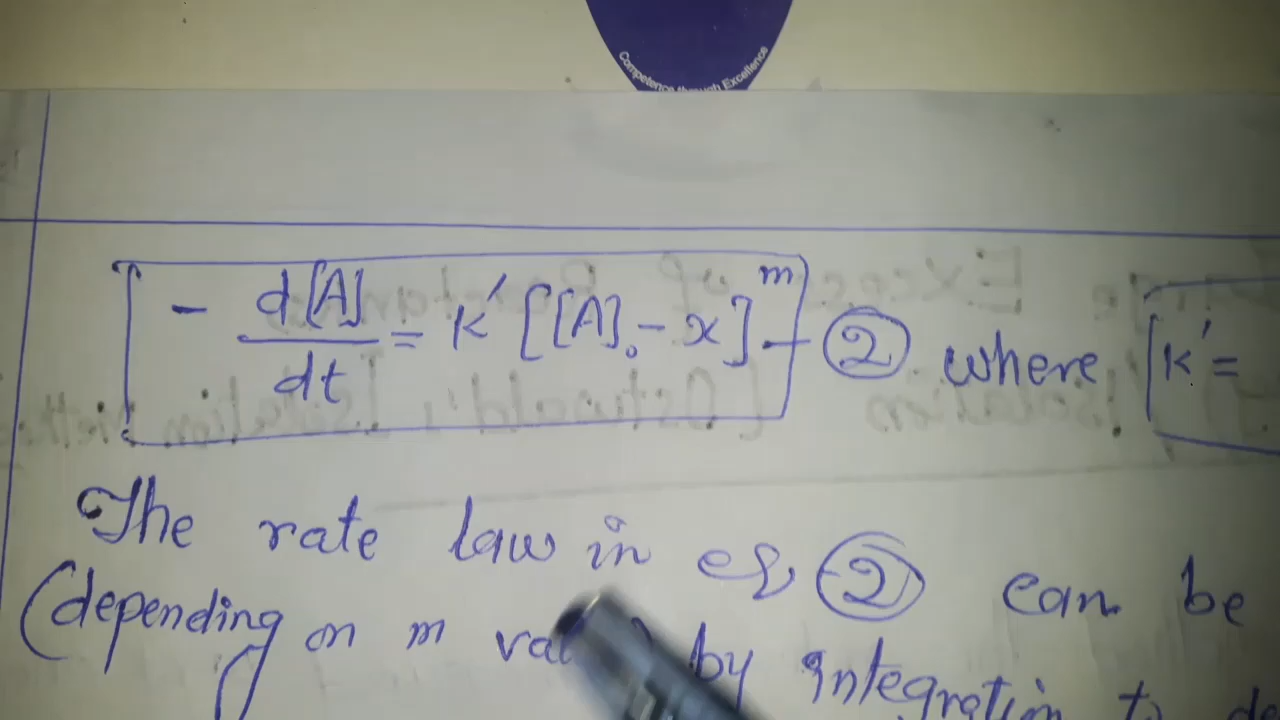 Competence through Excellence
- d[A]/dt = K′ [[A]₀ - x]ᵐ - ② where K′ =
The rate law in eq ② can be
(depending on m by integration to